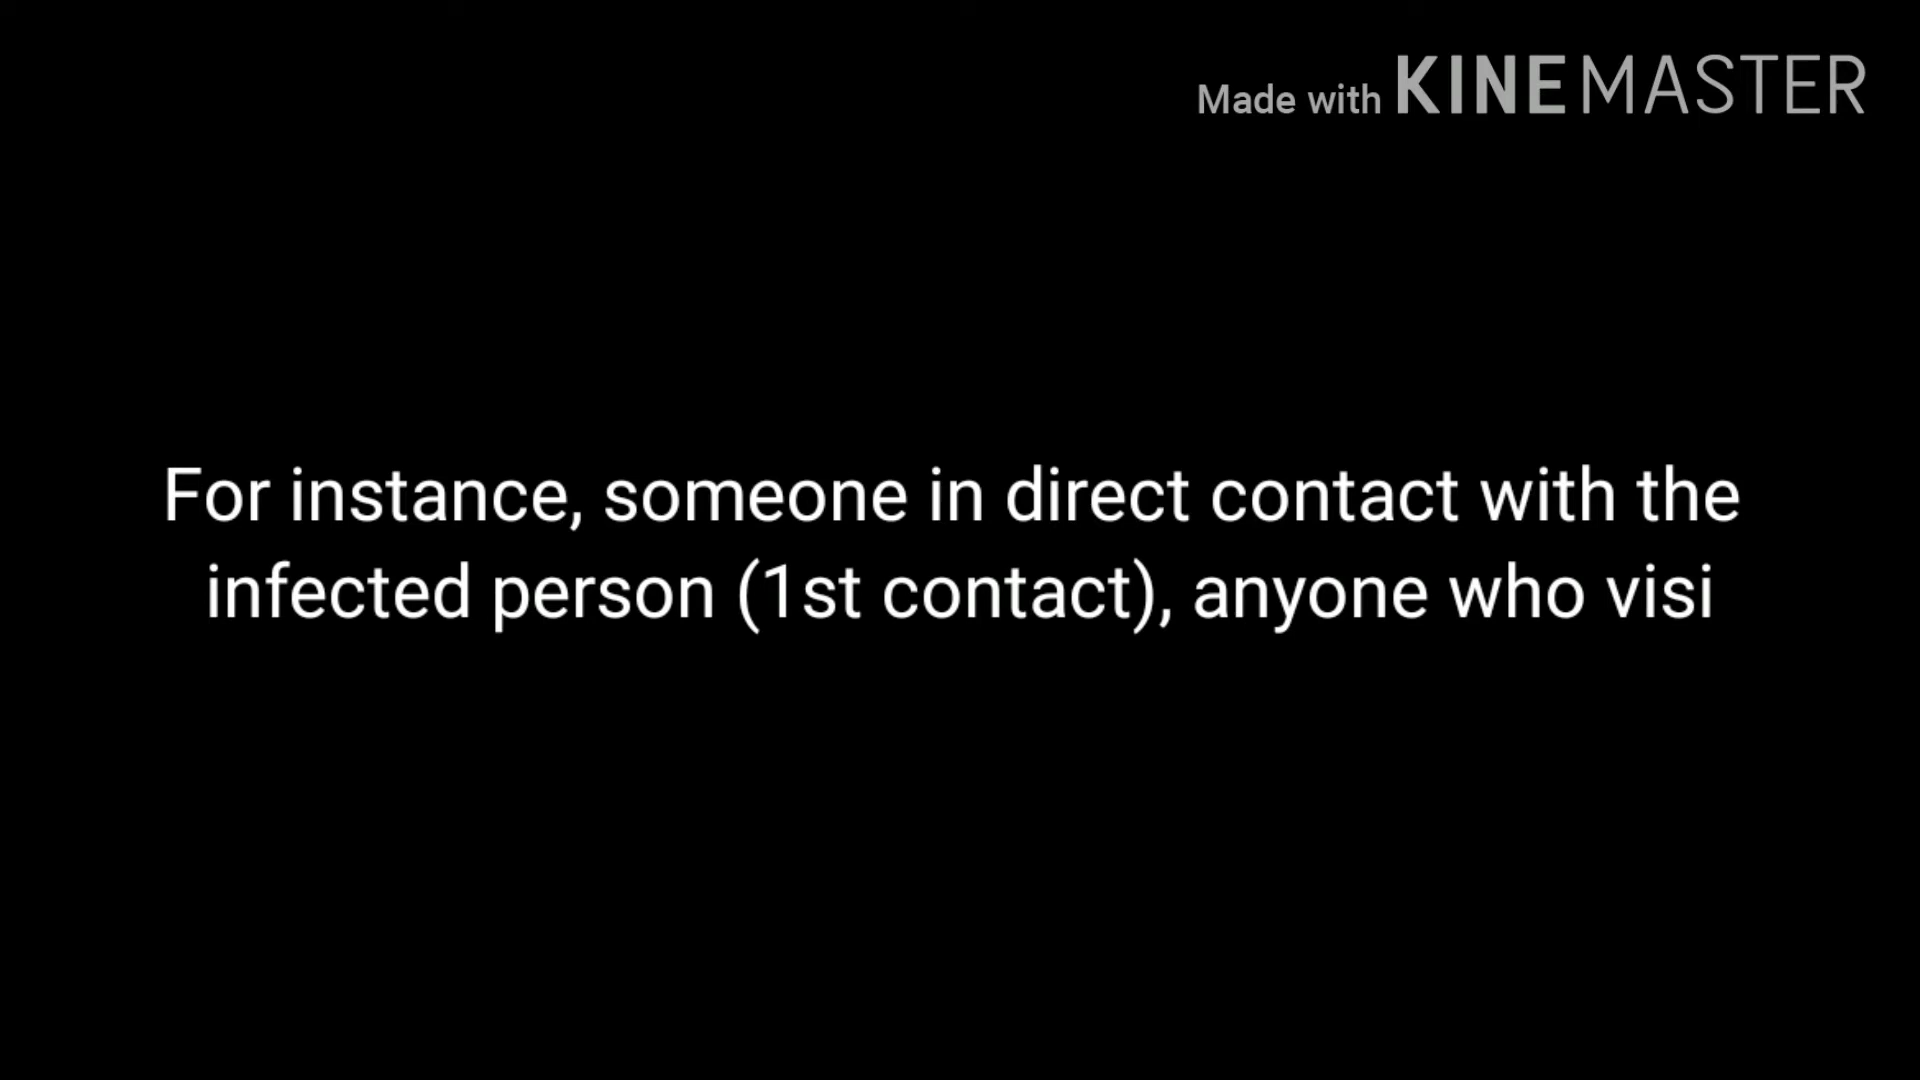 Made with KINEMASTER
For instance, someone in direct contact with the
infected person (1st contact), anyone who visi